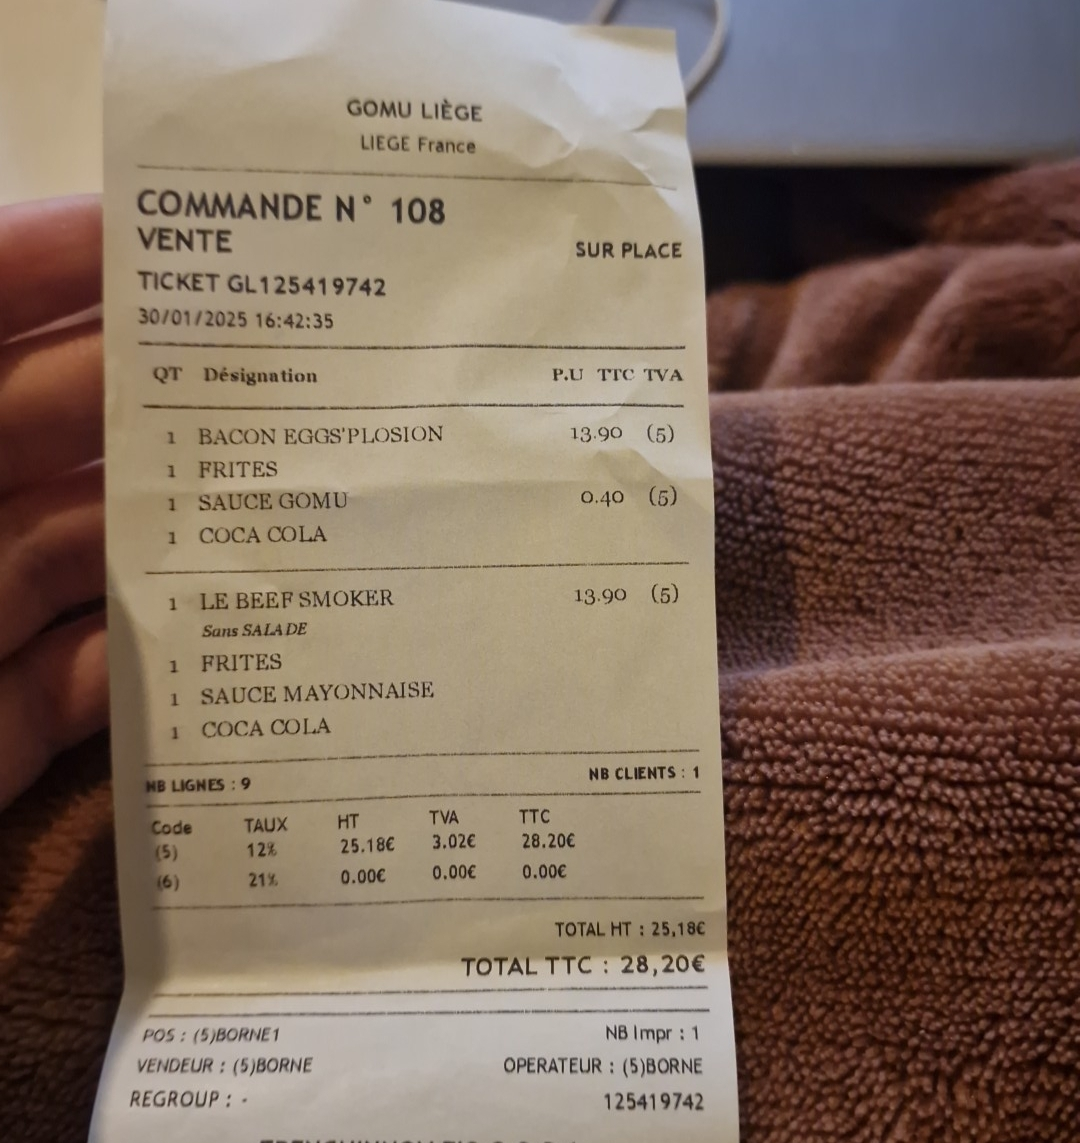 GOMU LIÈGE
LIEGE France
COMMANDE N° 108
VENTE SUR PLACE
TICKET GL125419742
30/01/2025 16:42:35
QT Désignation P.U TTC TVA
1 BACON EGGS'PLOSION 13.90 (5)
1 FRITES
1 SAUCE GOMU 0.40 (5)
1 COCA COLA
1 LE BEEF SMOKER 13.90 (5)
Sans SALADE
1 FRITES
1 SAUCE MAYONNAISE
1 COCA COLA
NB LIGNES : 9 NB CLIENTS : 1
Code TAUX HT TVA TTC
(5) 12% 25.18€ 3.02€ 28.20€
(6) 21% 0.00€ 0.00€ 0.00€
TOTAL HT : 25,18€
TOTAL TTC : 28,20€
POS : (5)BORNE1 NB Impr : 1
VENDEUR : (5)BORNE OPERATEUR : (5)BORNE
REGROUP : - 125419742